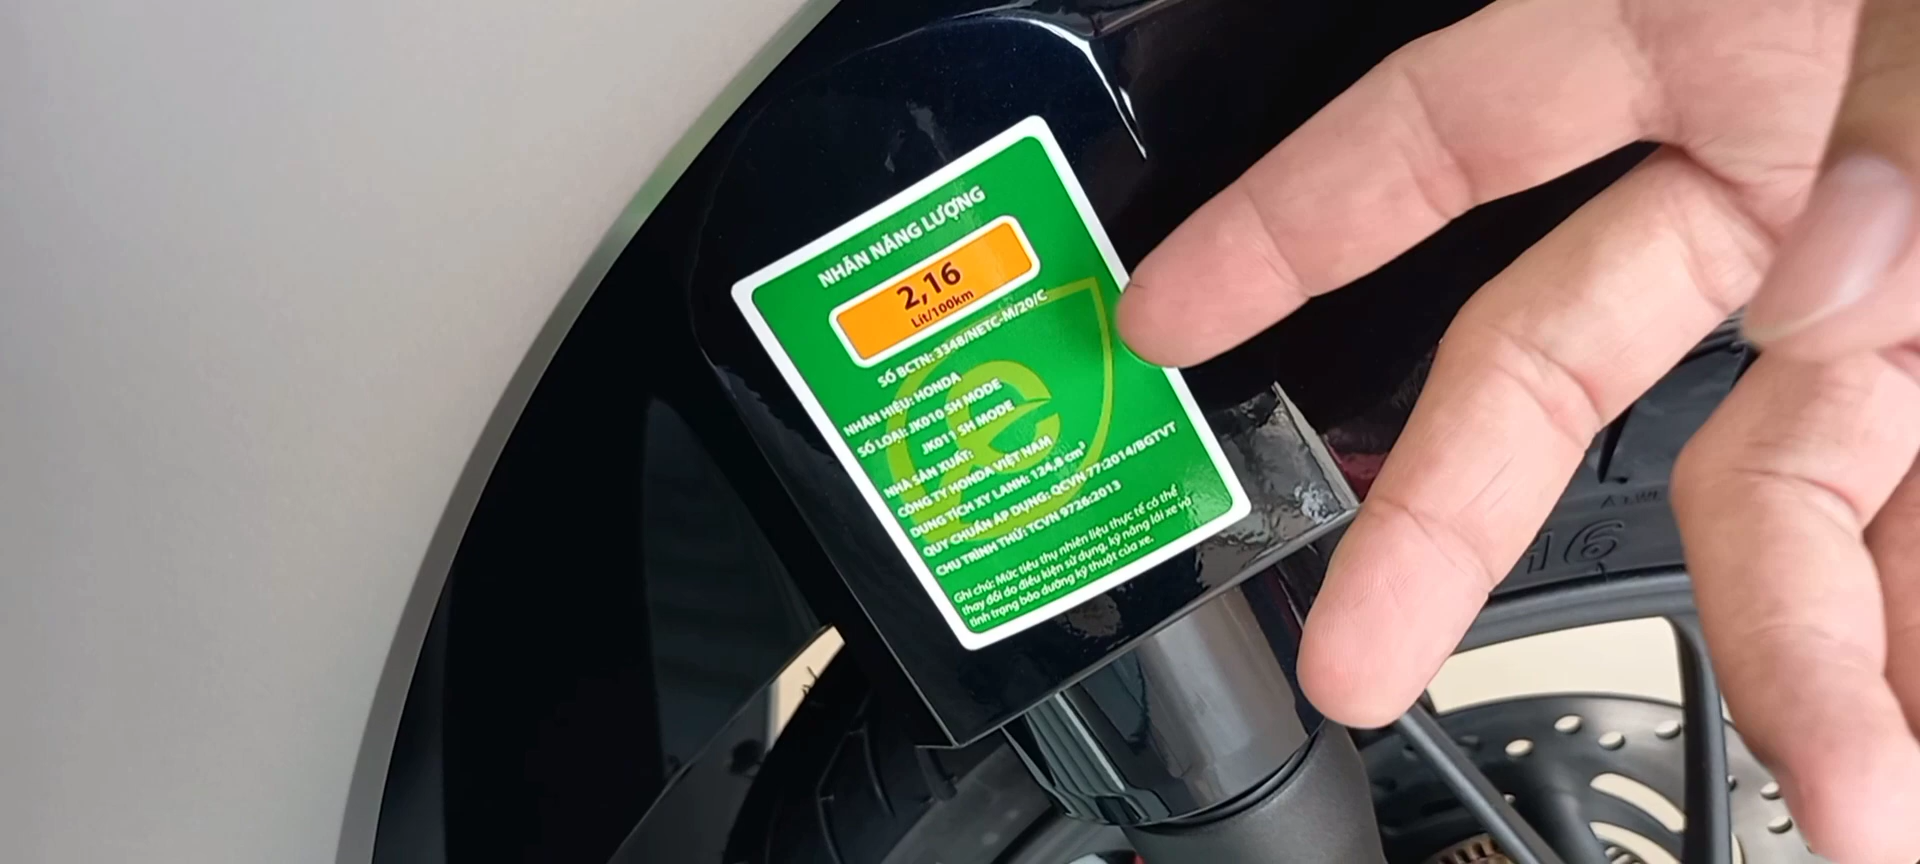 NHÃN NĂNG LƯỢNG
2,16
Lít/100km
SỐ BCTN: 3348/NETC-M/20/C
NHÃN HIỆU: HONDA
SỐ LOẠI: JK010 SH MODE
JK011 SH MODE
NHÀ SẢN XUẤT:
CÔNG TY HONDA VIỆT NAM
DUNG TÍCH XY LANH: 124,8 cm³
QUY CHUẨN ÁP DỤNG: QCVN 77:2014/BGTVT
CHU TRÌNH THỬ: TCVN 9726:2013
Ghi chú: Mức tiêu thụ nhiên liệu thực tế có thể
thay đổi do điều kiện sử dụng, kỹ năng lái xe và
tình trạng bảo dưỡng kỹ thuật của xe.